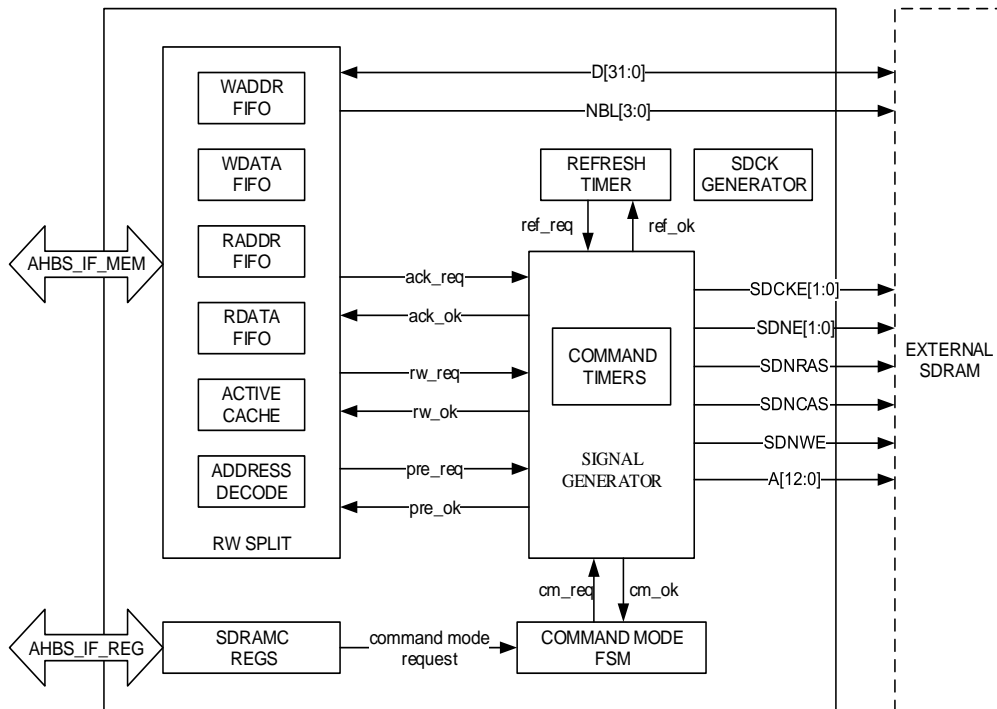 D[31:0]
WADDR
FIFO
NBL[3:0]
WDATA
FIFO
REFRESH
TIMER
SDCK
GENERATOR
ref_req
ref_ok
RADDR
FIFO
AHBS_IF_MEM
ack_req
SDCKE[1:0]
ack_ok
RDATA
FIFO
SDNE[1:0]
COMMAND
TIMERS
EXTERNAL
SDRAM
rw_req
SDNRAS
ACTIVE
CACHE
rw_ok
SDNCAS
SDNWE
SIGNAL
GENERATOR
ADDRESS
DECODE
pre_req
A[12:0]
pre_ok
RW SPLIT
cm_req
cm_ok
AHBS_IF_REG
SDRAMC
REGS
command mode
request
COMMAND MODE
FSM